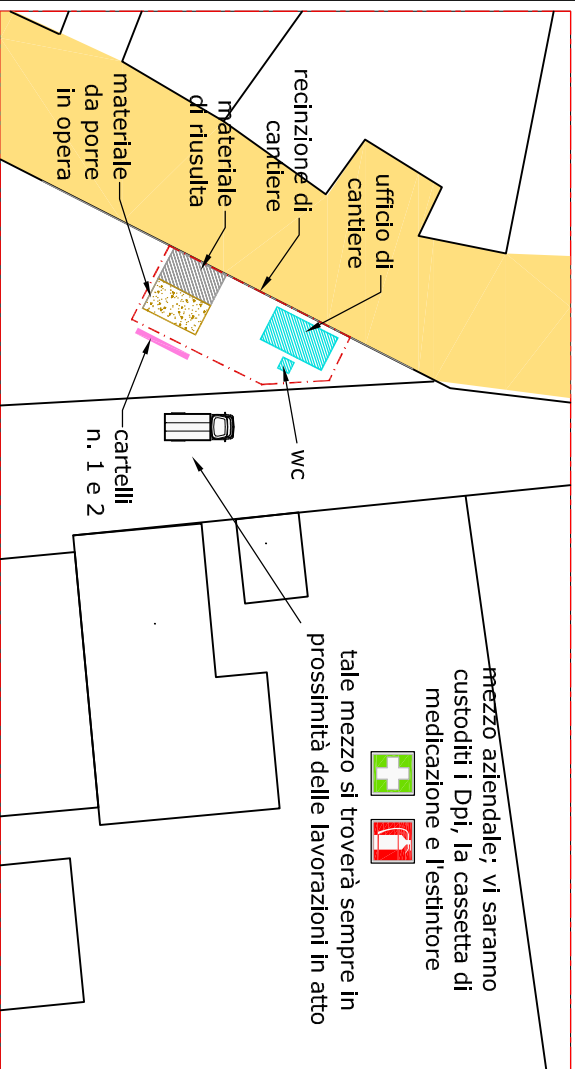 mezzo aziendale; vi saranno
custoditi i Dpi, la cassetta di
medicazione e l'estintore
tale mezzo si troverà sempre in
prossimità delle lavorazioni in atto
ufficio di
cantiere
recinzione di
cantiere
materiale
di riusulta
materiale
da porre
in opera
wc
cartelli
n. 1 e 2